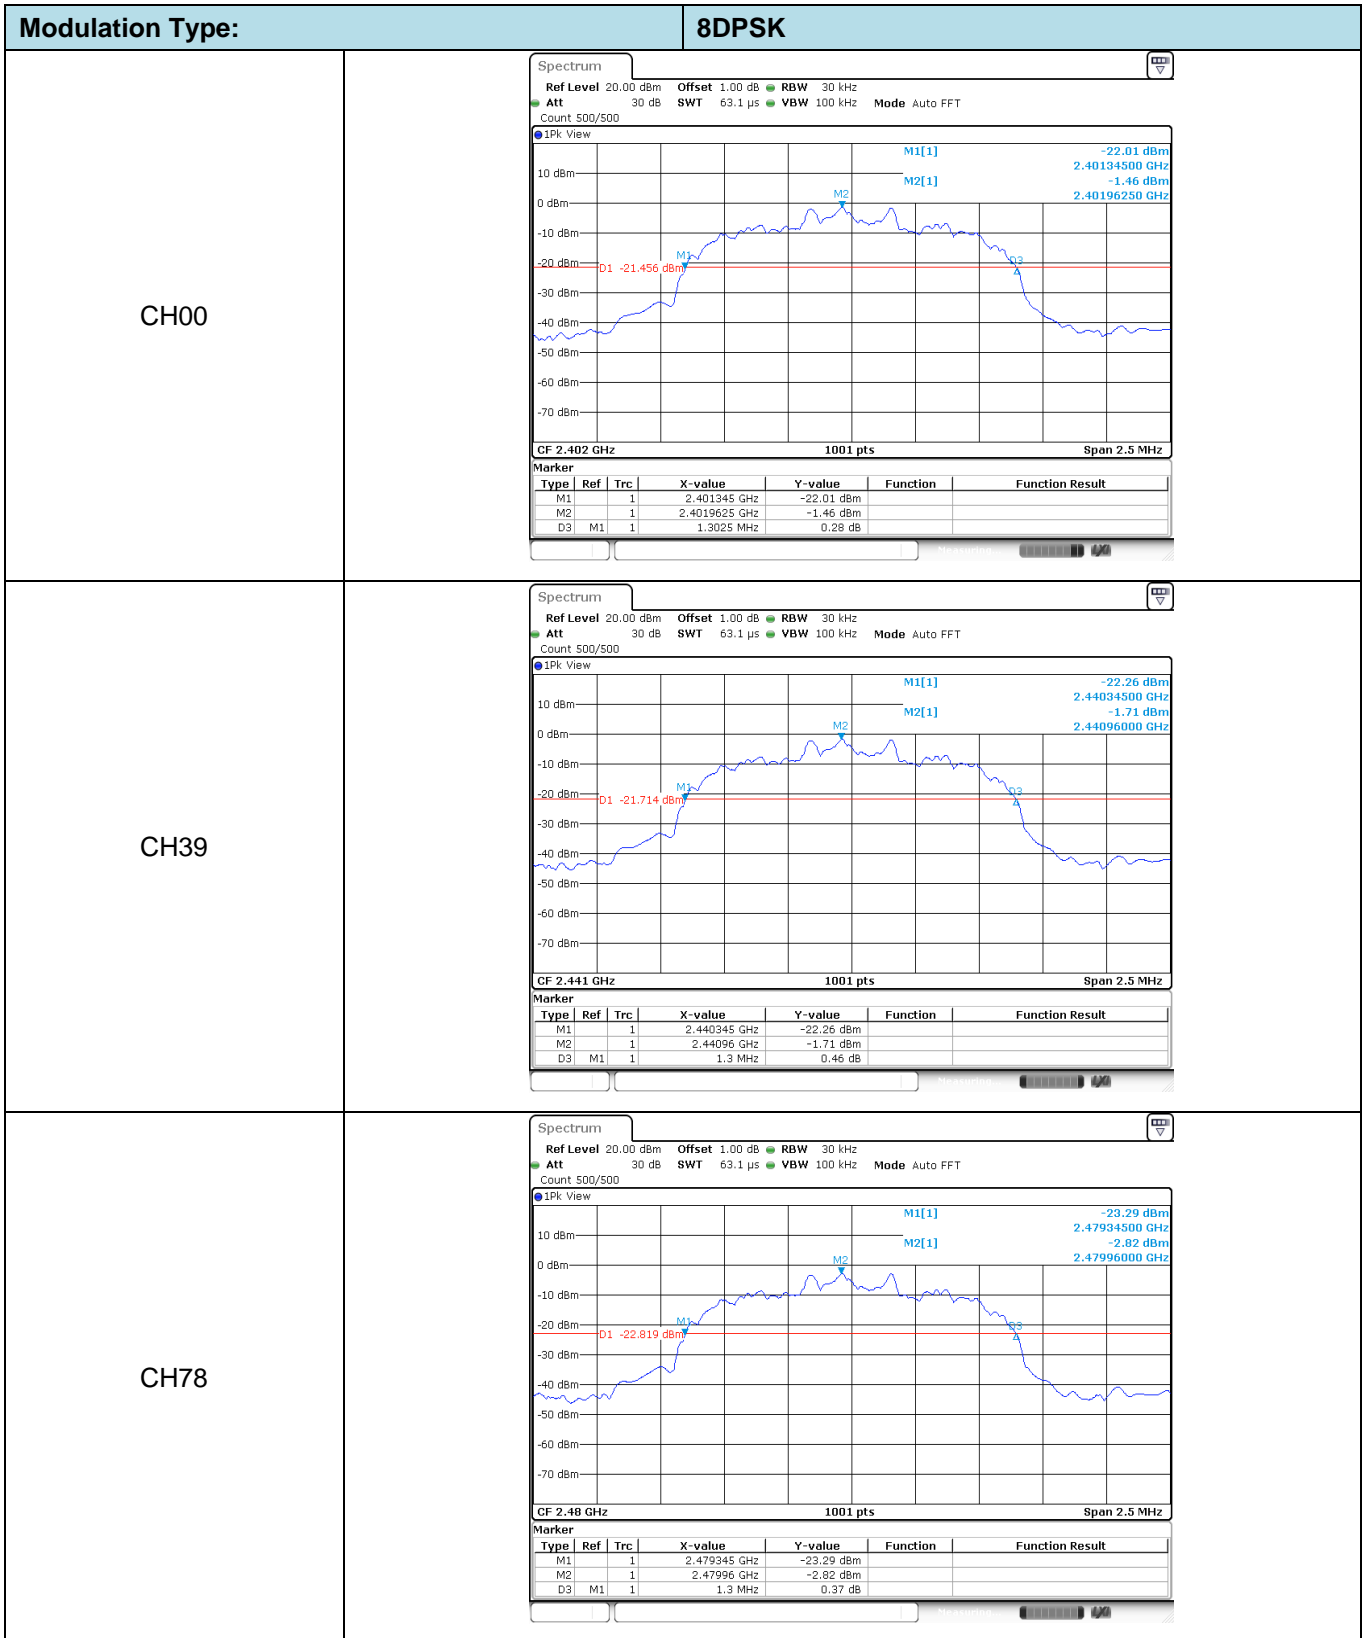 Modulation Type: 8DPSK
CH00
Spectrum
Ref Level 20.00 dBm Offset 1.00 dB RBW 30 kHz
Att 30 dB SWT 63.1 µs VBW 100 kHz Mode Auto FFT
Count 500/500
1Pk View
M1[1] -22.01 dBm
2.40134500 GHz
10 dBm
M2[1] -1.46 dBm
2.40196250 GHz
M2
0 dBm
-10 dBm
M1
-20 dBm
D1 -21.456 dBm
D3
-30 dBm
-40 dBm
-50 dBm
-60 dBm
-70 dBm
CF 2.402 GHz 1001 pts Span 2.5 MHz
Marker
Type Ref Trc X-value Y-value Function Function Result
M1 1 2.401345 GHz -22.01 dBm
M2 1 2.4019625 GHz -1.46 dBm
D3 M1 1 1.3025 MHz 0.28 dB
Measuring
LXI
CH39
Spectrum
Ref Level 20.00 dBm Offset 1.00 dB RBW 30 kHz
Att 30 dB SWT 63.1 µs VBW 100 kHz Mode Auto FFT
Count 500/500
1Pk View
M1[1] -22.26 dBm
2.44034500 GHz
10 dBm
M2[1] -1.71 dBm
2.44096000 GHz
M2
0 dBm
-10 dBm
M1
-20 dBm
D1 -21.714 dBm
D3
-30 dBm
-40 dBm
-50 dBm
-60 dBm
-70 dBm
CF 2.441 GHz 1001 pts Span 2.5 MHz
Marker
Type Ref Trc X-value Y-value Function Function Result
M1 1 2.440345 GHz -22.26 dBm
M2 1 2.44096 GHz -1.71 dBm
D3 M1 1 1.3 MHz 0.46 dB
Measuring
LXI
CH78
Spectrum
Ref Level 20.00 dBm Offset 1.00 dB RBW 30 kHz
Att 30 dB SWT 63.1 µs VBW 100 kHz Mode Auto FFT
Count 500/500
1Pk View
M1[1] -23.29 dBm
2.47934500 GHz
10 dBm
M2[1] -2.82 dBm
2.47996000 GHz
M2
0 dBm
-10 dBm
M1
-20 dBm
D1 -22.819 dBm
D3
-30 dBm
-40 dBm
-50 dBm
-60 dBm
-70 dBm
CF 2.48 GHz 1001 pts Span 2.5 MHz
Marker
Type Ref Trc X-value Y-value Function Function Result
M1 1 2.479345 GHz -23.29 dBm
M2 1 2.47996 GHz -2.82 dBm
D3 M1 1 1.3 MHz 0.37 dB
Measuring
LXI